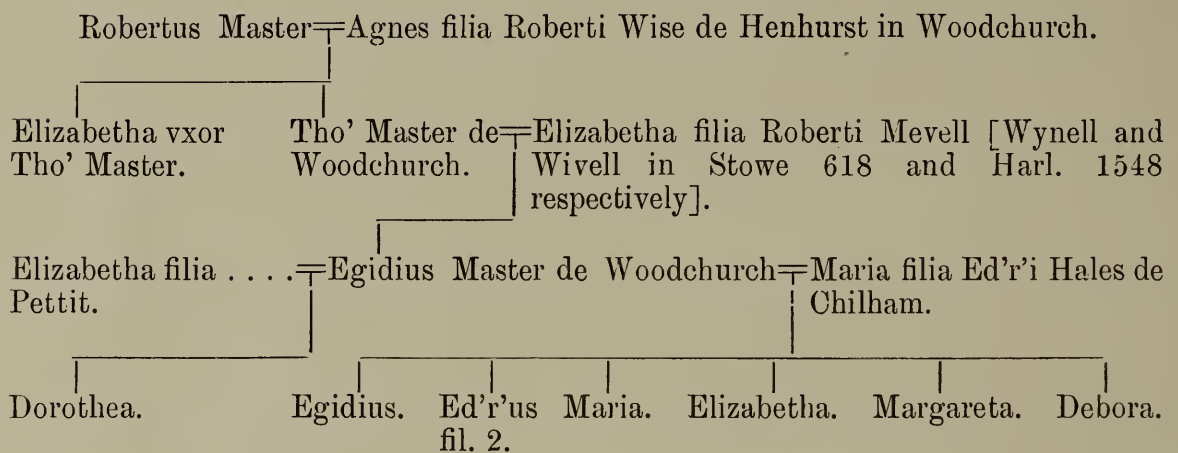 Robertus Master=Agnes filia Roberti Wise de Henhurst in Woodchurch.
Elizabetha vxor
Tho' Master.
Tho' Master de=Elizabetha filia Roberti Mevell [Wynell and
Woodchurch. Wivell in Stowe 618 and Harl. 1548
respectively].
Elizabetha filia . . . .=Egidius Master de Woodchurch=Maria filia Ed'r'i Hales de
Pettit. Chilham.
Dorothea. Egidius. Ed'r'us Maria. Elizabetha. Margareta. Debora.
fil. 2.